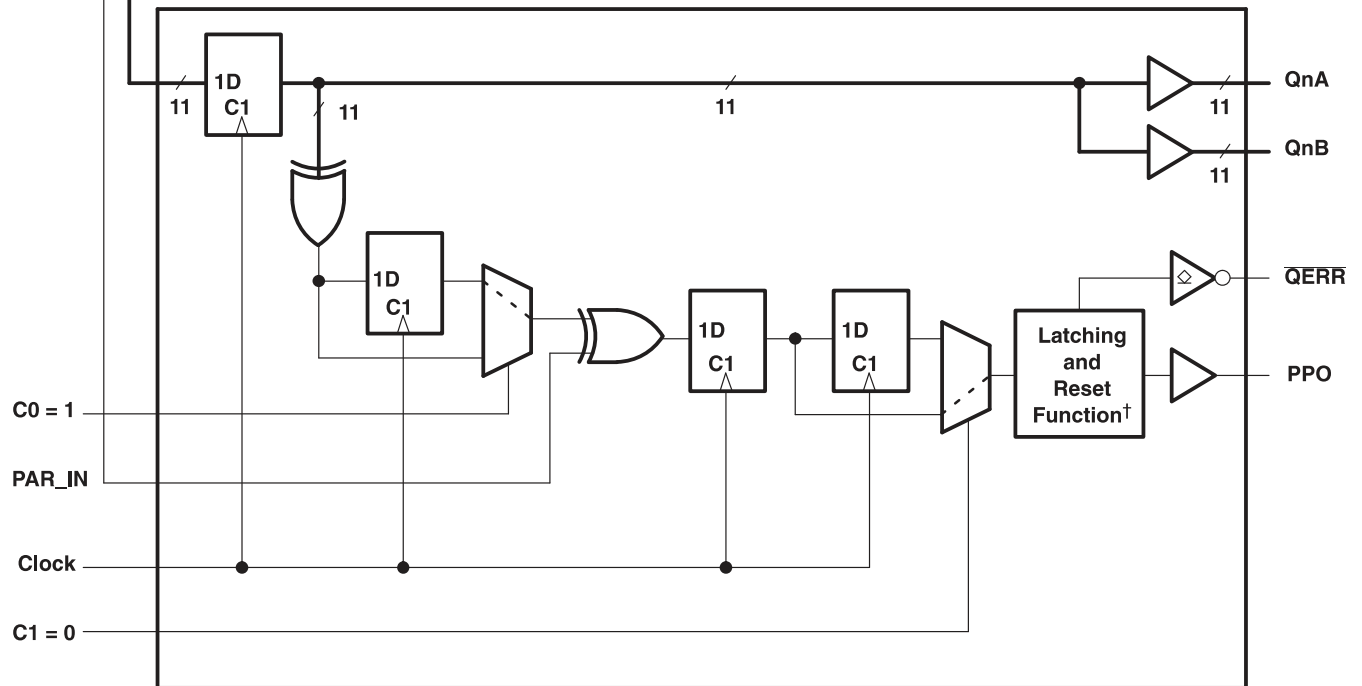 1D
C1
11
11
11
11
QnA
11
QnB
1D
C1
QERR
1D
C1
1D
C1
Latching
and
Reset
Function†
PPO
C0 = 1
PAR_IN
Clock
C1 = 0